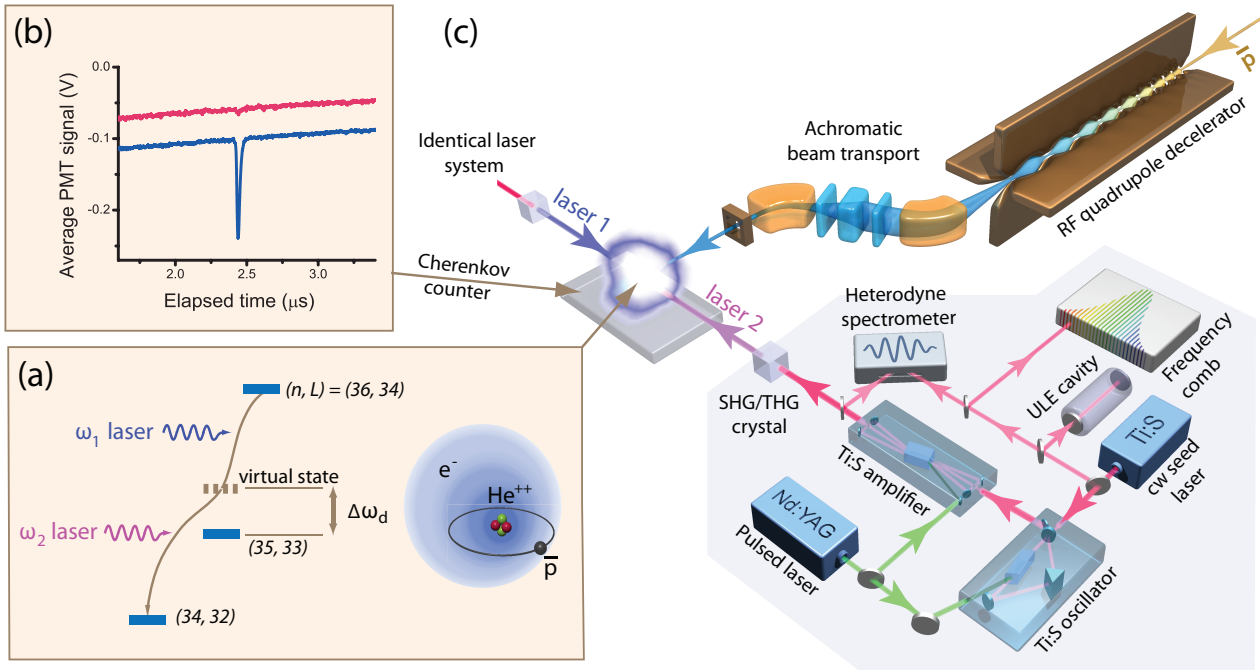 (b)
0.0
-0.1
-0.2
Average PMT signal (V)
2.0
2.5
3.0
Elapsed time (μs)
(a)
(n, L) = (36, 34)
ω1 laser
virtual state
Δωd
ω2 laser
(35, 33)
(34, 32)
e-
He++
p̅
(c)
p̅
Identical laser
system
laser 1
Achromatic
beam transport
RF quadrupole decelerator
Cherenkov
counter
laser 2
Heterodyne
spectrometer
Frequency
comb
ULE cavity
SHG/THG
crystal
Ti:S
cw seed
laser
Ti:S amplifier
Nd:YAG
Pulsed laser
Ti:S oscillator